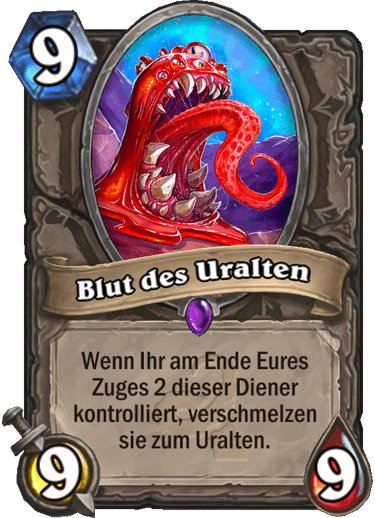 9
Blut des Uralten
Wenn Ihr am Ende Eures
Zuges 2 dieser Diener
kontrolliert, verschmelzen
sie zum Uralten.
9
9